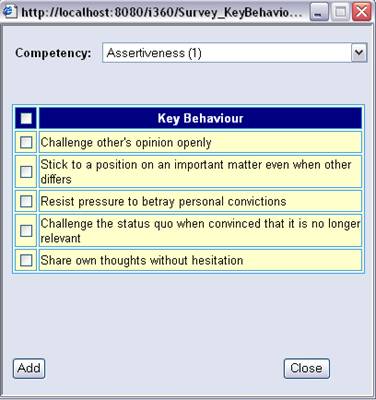 http://localhost:8080/i360/Survey_KeyBehavio...
Competency: Assertiveness (1)
Key Behaviour
Challenge other's opinion openly
Stick to a position on an important matter even when other
differs
Resist pressure to betray personal convictions
Challenge the status quo when convinced that it is no longer
relevant
Share own thoughts without hesitation
Add Close